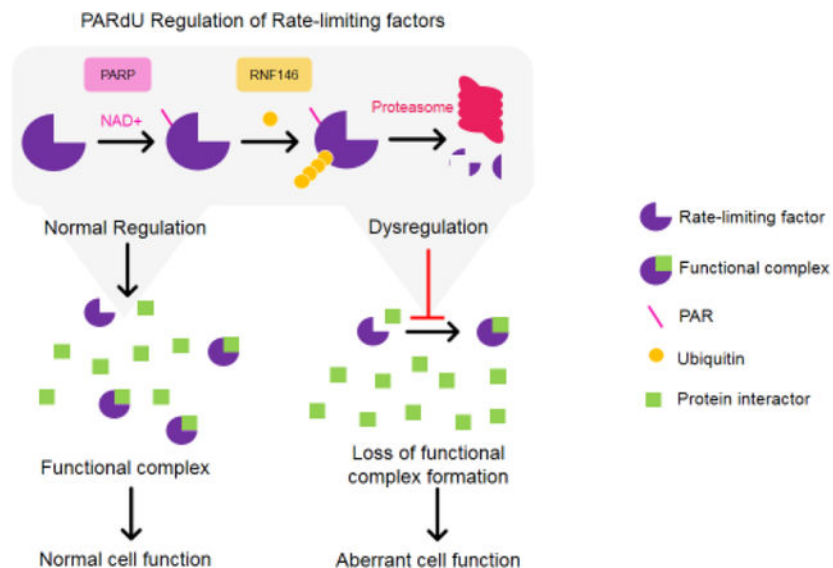 PARdU Regulation of Rate-limiting factors
PARP
RNF146
NAD+
Proteasome
Normal Regulation
Dysregulation
Rate-limiting factor
Functional complex
PAR
Ubiquitin
Protein interactor
Functional complex
Loss of functional
complex formation
Normal cell function
Aberrant cell function